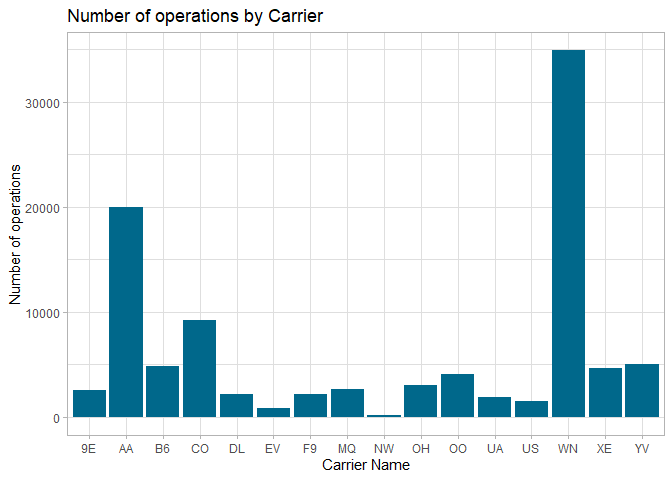 Number of operations by Carrier
Number of operations
30000
20000
10000
0
9E AA B6 CO DL EV F9 MQ NW OH OO UA US WN XE YV
Carrier Name